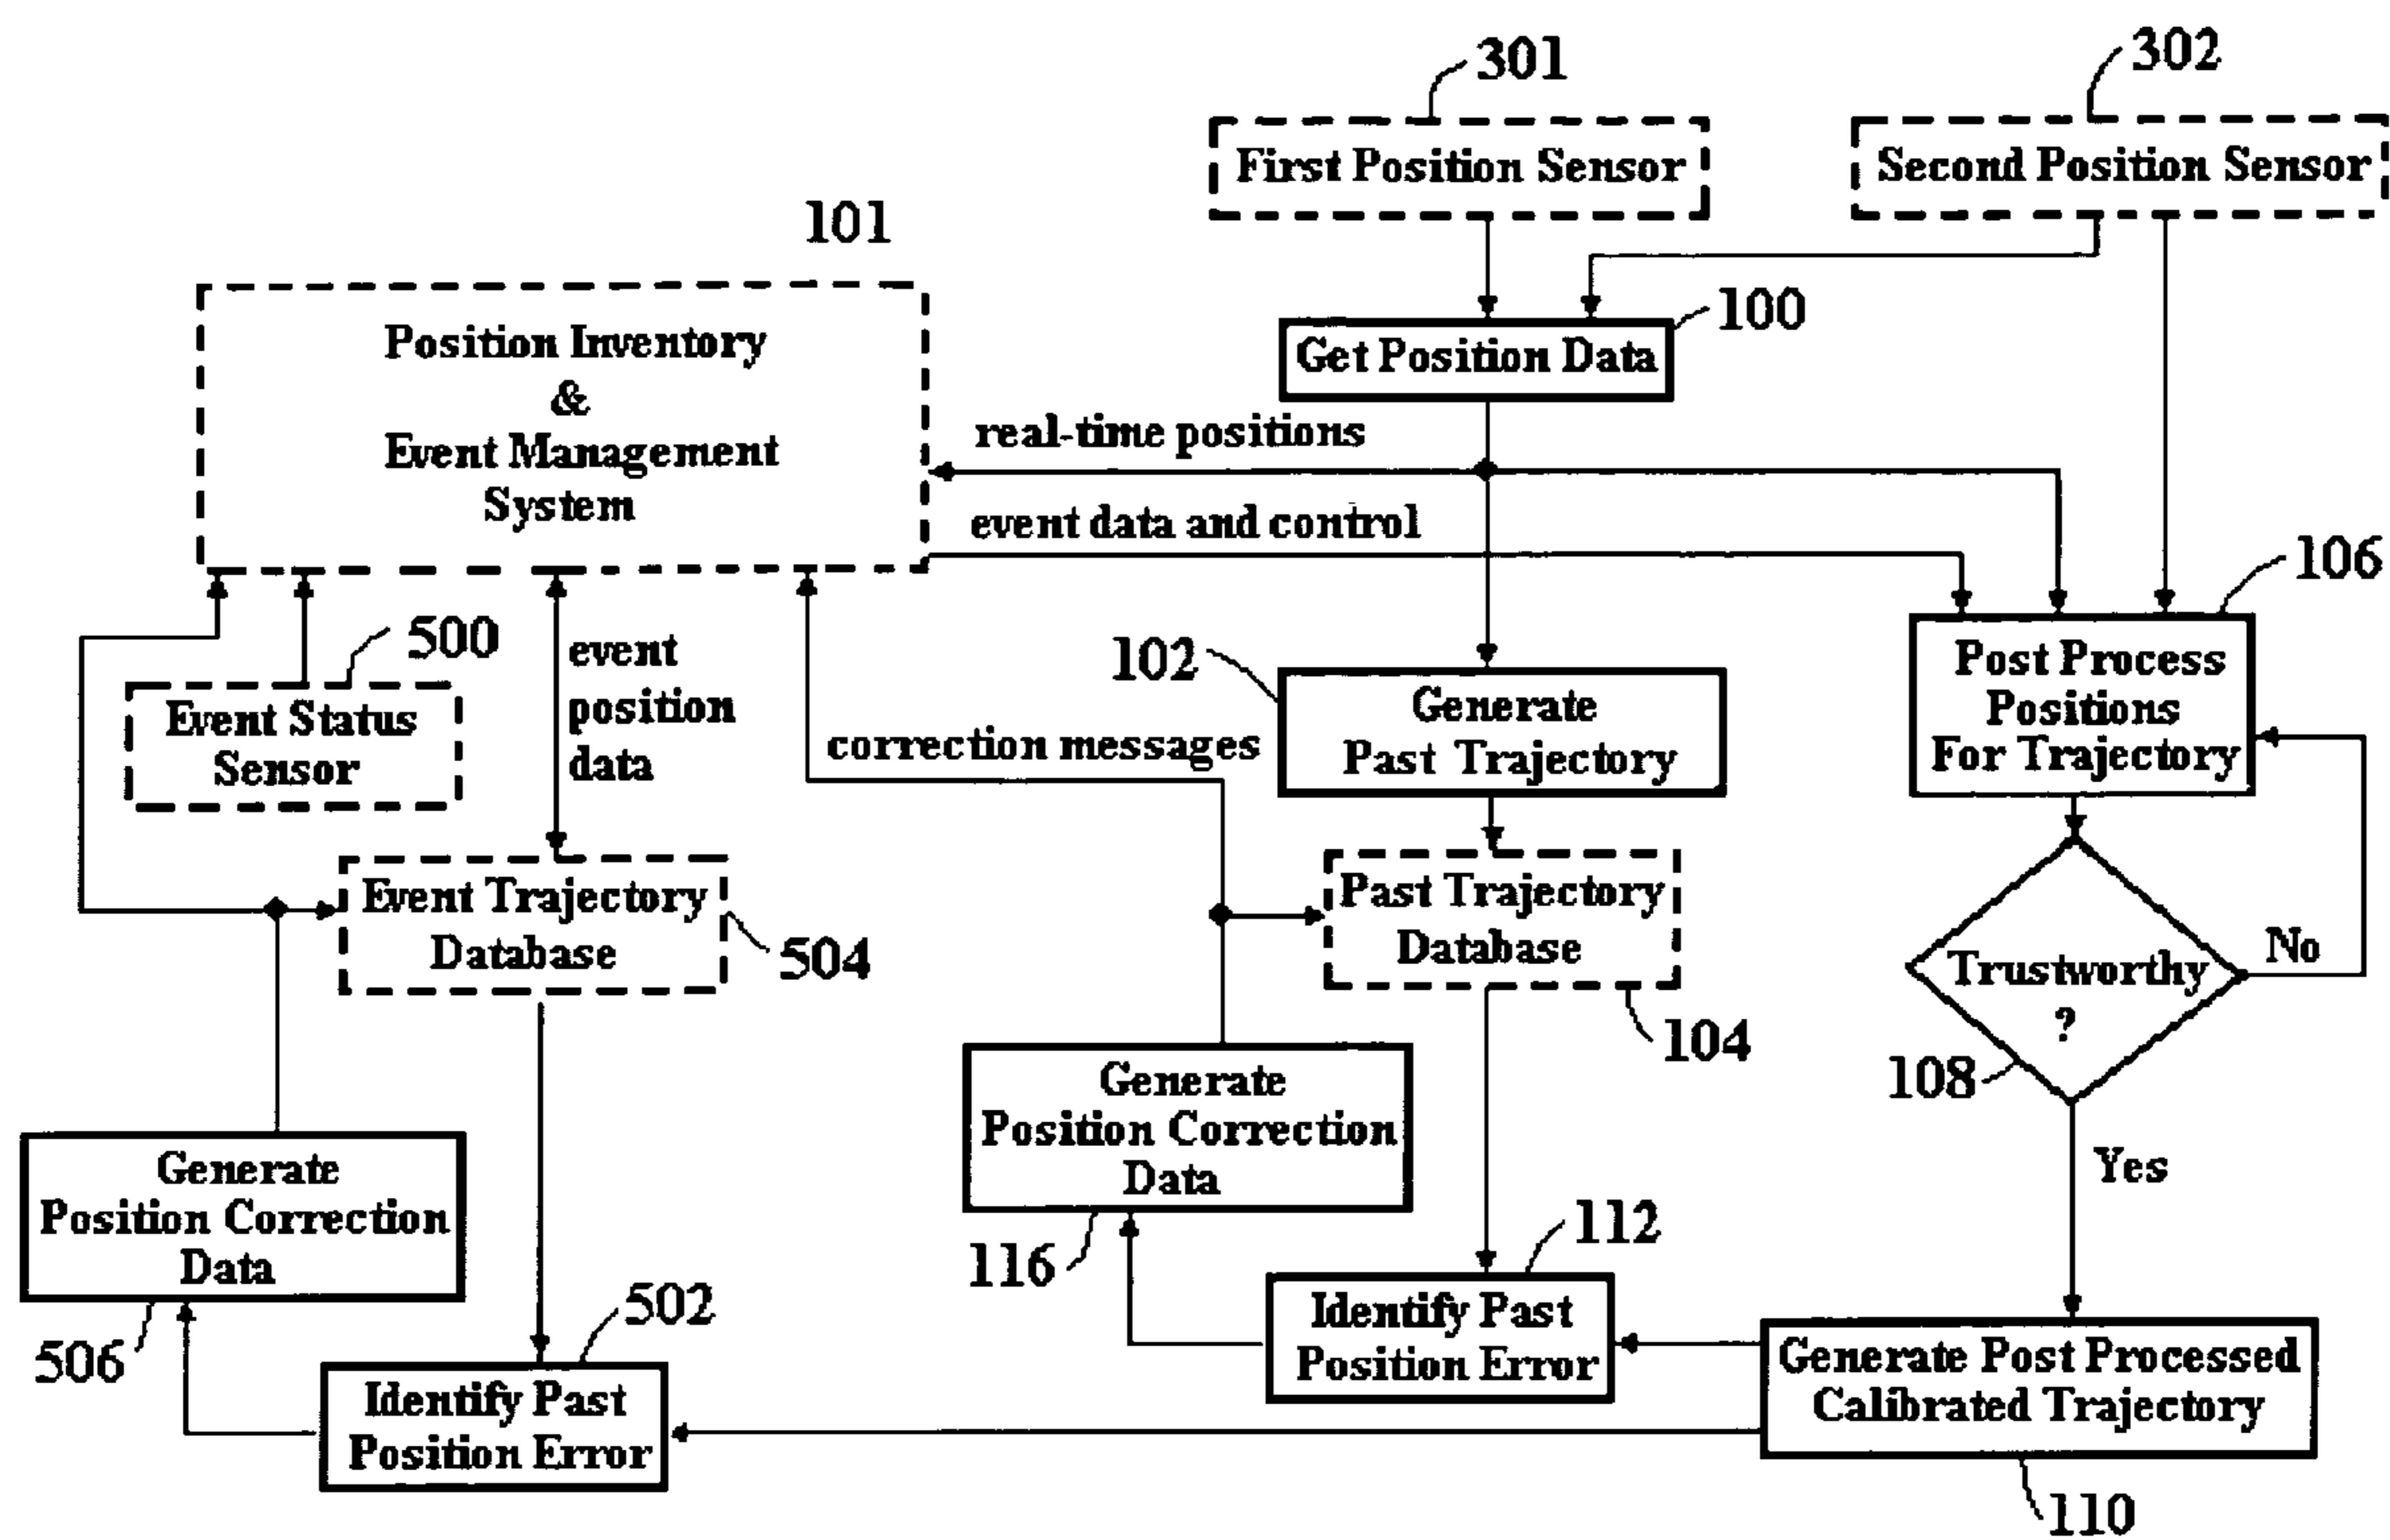 301
302
First Position Sensor
Second Position Sensor
101
100
Position Inventory
&
Event Management
System
Get Position Data
real-time positions
event data and control
106
500
102
event
position
data
Event Status
Sensor
correction messages
Generate
Past Trajectory
Post Process
Positions
For Trajectory
Event Trajectory
Database
504
Past Trajectory
Database
104
Trustworthy
?
No
108
Yes
Generate
Position Correction
Data
116
Generate
Position Correction
Data
506
112
Identify Past
Position Error
502
Identify Past
Position Error
Generate Post Processed
Calibrated Trajectory
110